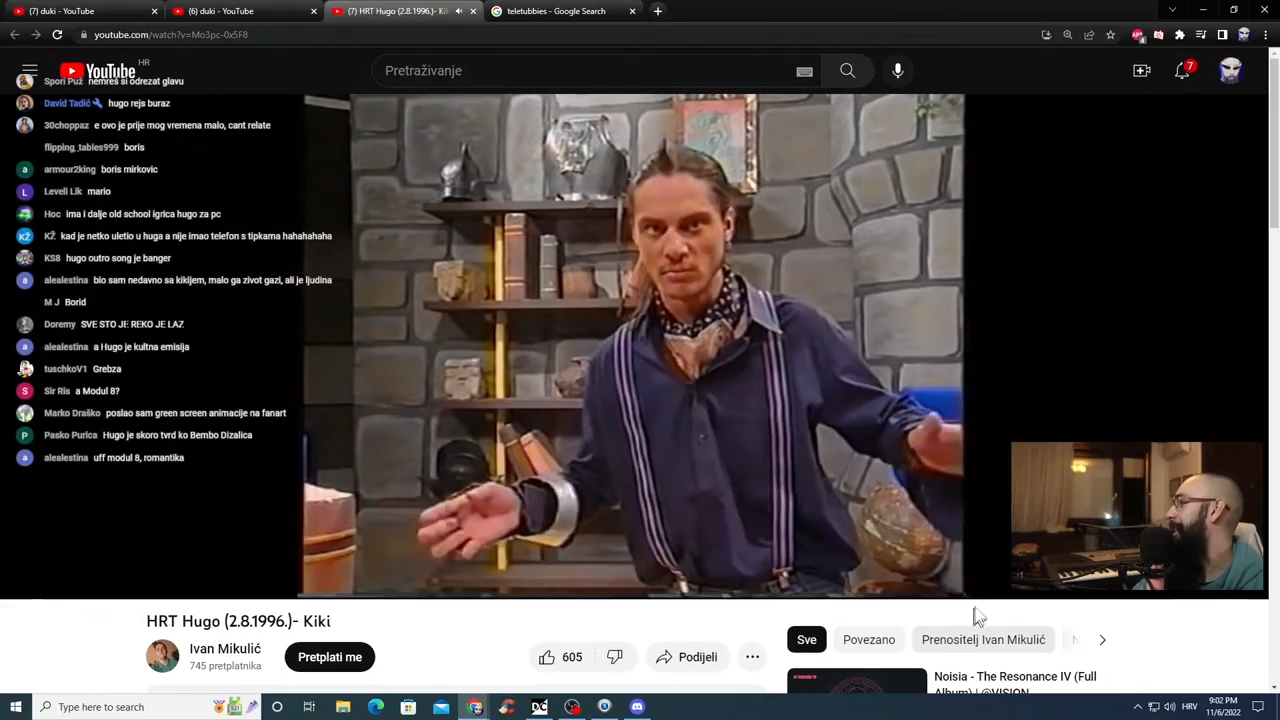 (7) duki - YouTube
(6) duki - YouTube
(7) HRT Hugo (2.8.1996.)- Ki
teletubbies - Google Search
youtube.com/watch?v=Mo3pc-0x5F8
YouTube HR
Pretraživanje
7
Spori Puž nemreš si odrezat glavu
David Tadić hugo rejs buraz
30choppaz e ovo je prije mog vremena malo, cant relate
flipping_tables999 boris
armour2king boris mirkovic
Leveli Lik mario
Hoc ima i dalje old school igrica hugo za pc
KŽ. kad je netko uletio u huga a nije imao telefon s tipkama hahahahaha
KS8 hugo outro song je banger
alealestina bio sam nedavno sa kikijem, malo ga zivot gazi, ali je ljudina
M J Borid
Doremy SVE STO JE REKO JE LAZ
alealestina a Hugo je kultna emisija
tuschkoV1 Grebza
Sir Ris a Modul 8?
Marko Draško poslao sam green screen animacije na fanart
Pasko Purica Hugo je skoro tvrd ko Bembo Dizalica
alealestina uff modul 8, romantika
HRT Hugo (2.8.1996.)- Kiki
Ivan Mikulić
745 pretplatnika
Pretplati me
605
Podijeli
Sve
Povezano
Prenositelj Ivan Mikulić
Noisia - The Resonance IV (Full
Album) | @VISION
Type here to search
HRV
9:02 PM
11/6/2022